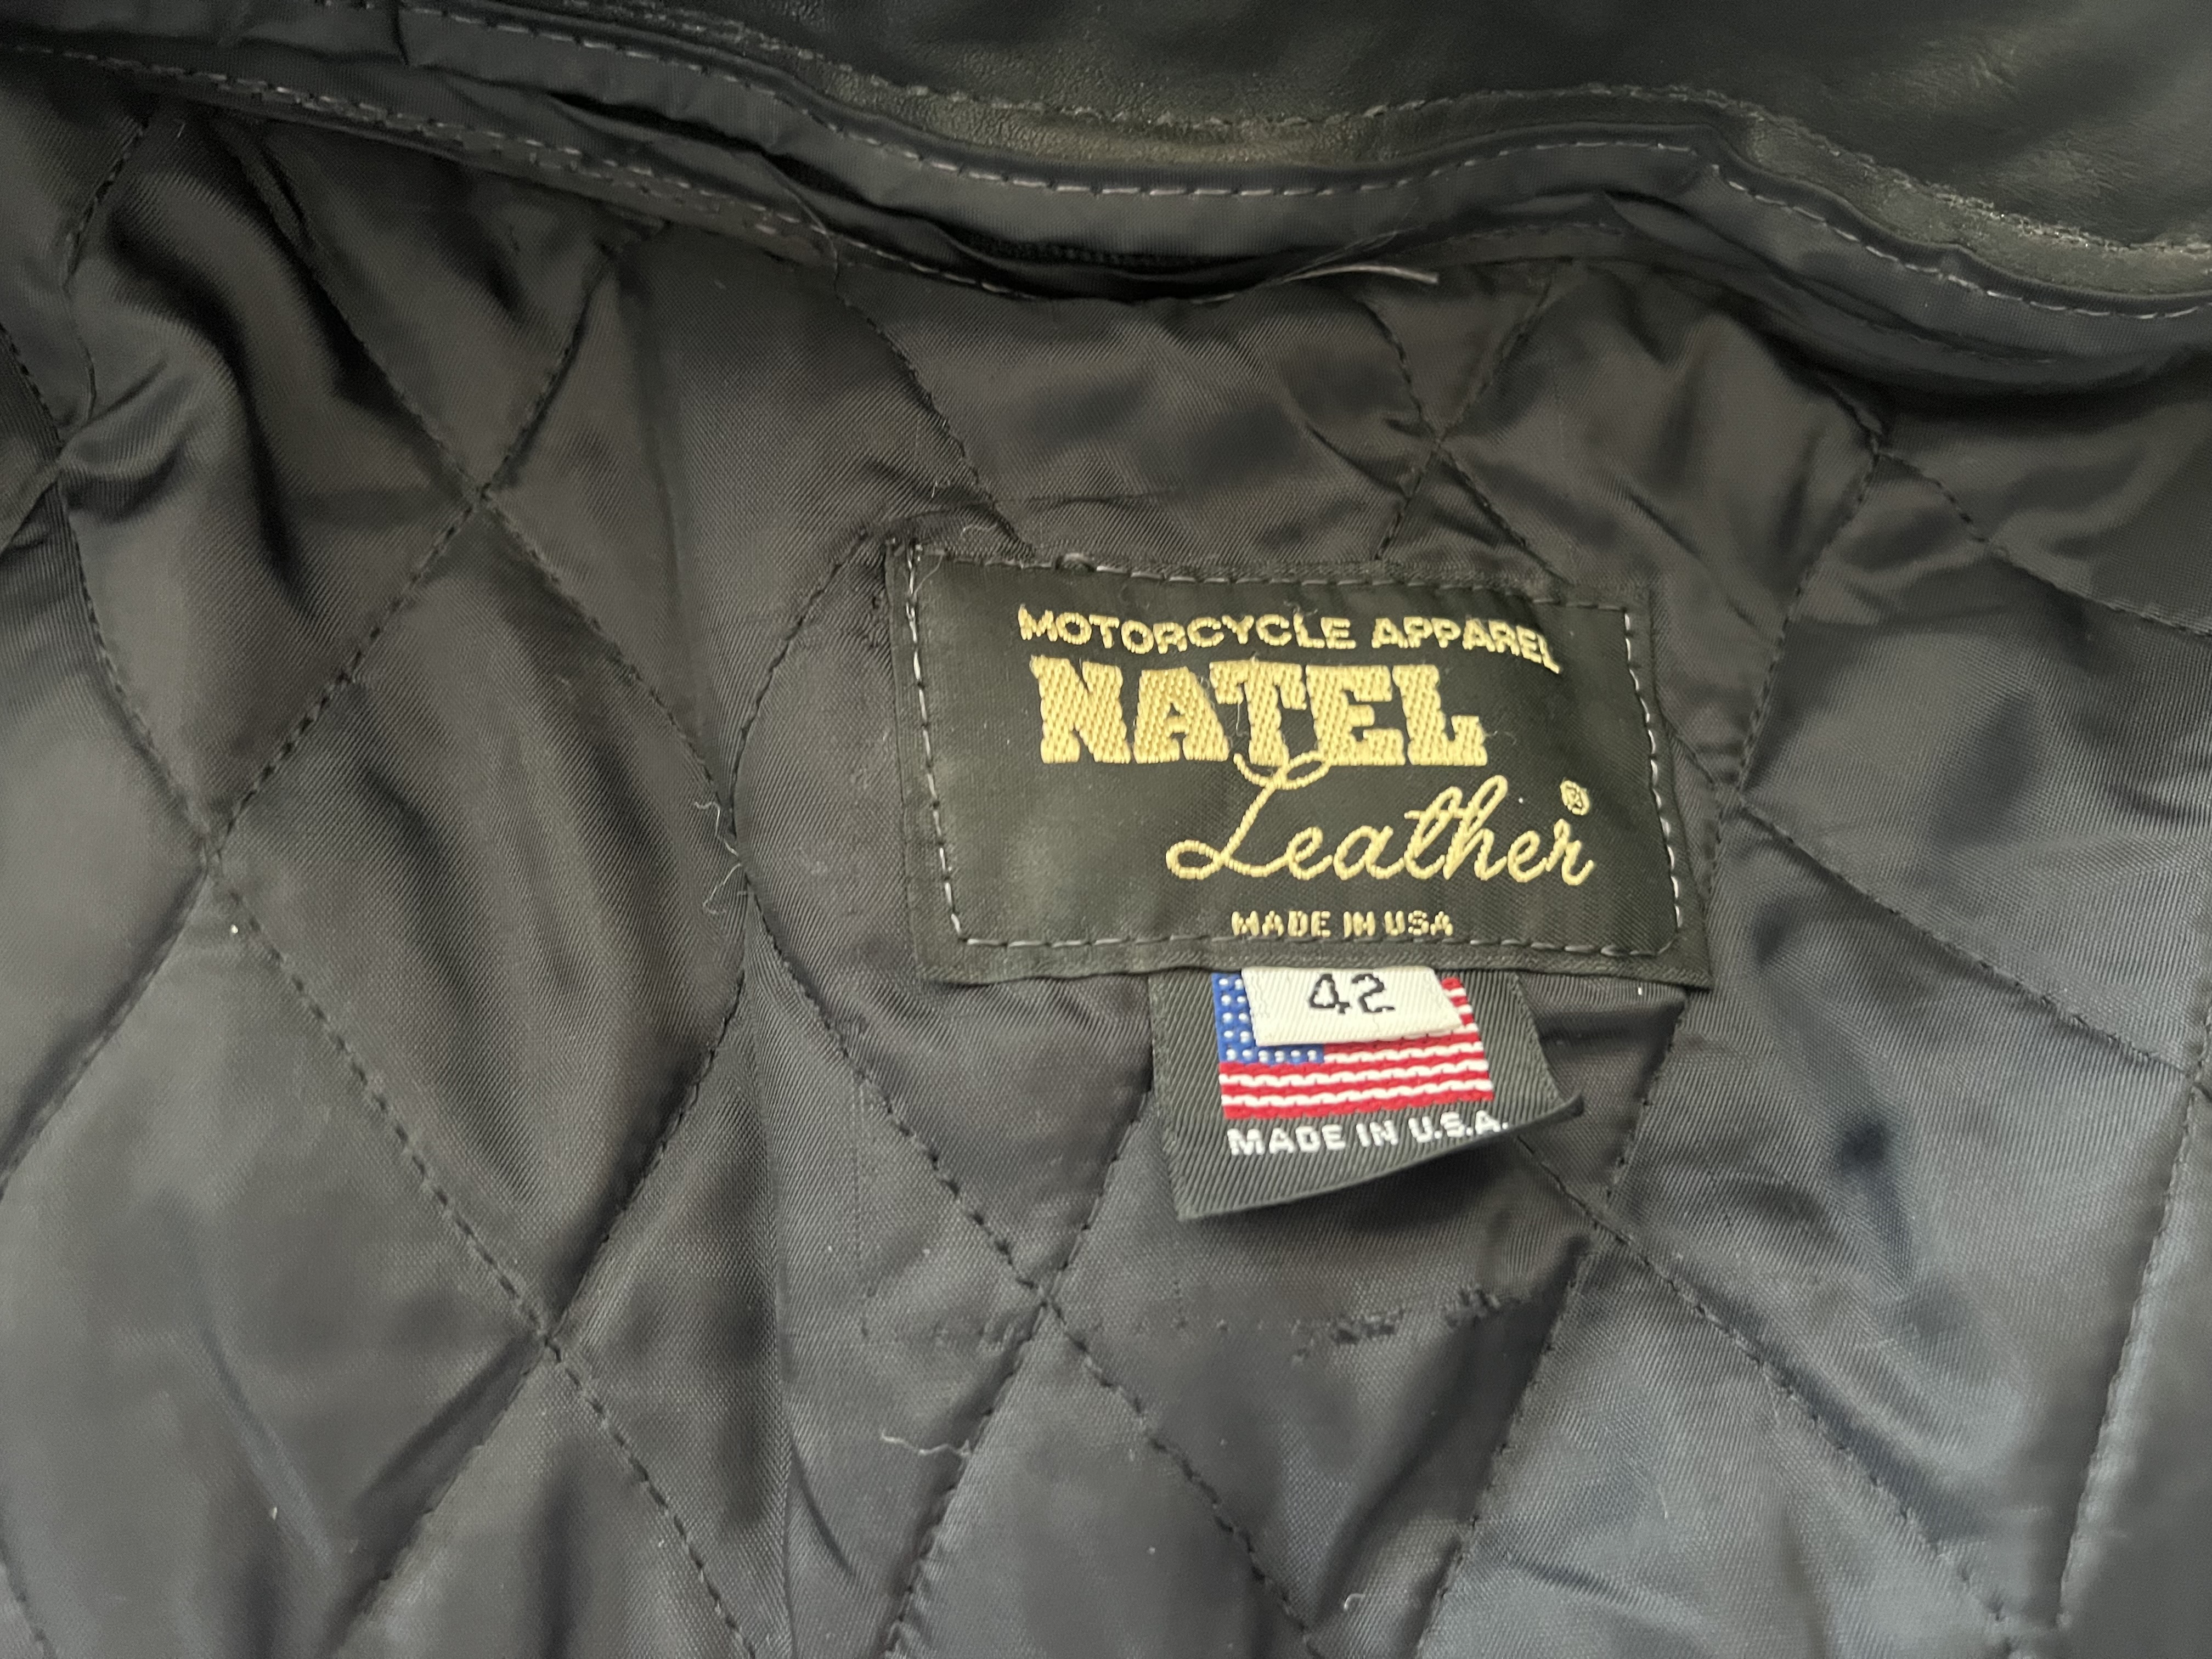 MOTORCYCLE APPAREL
NATEL
Leather®
MADE IN USA
42
MADE IN U.S.A.